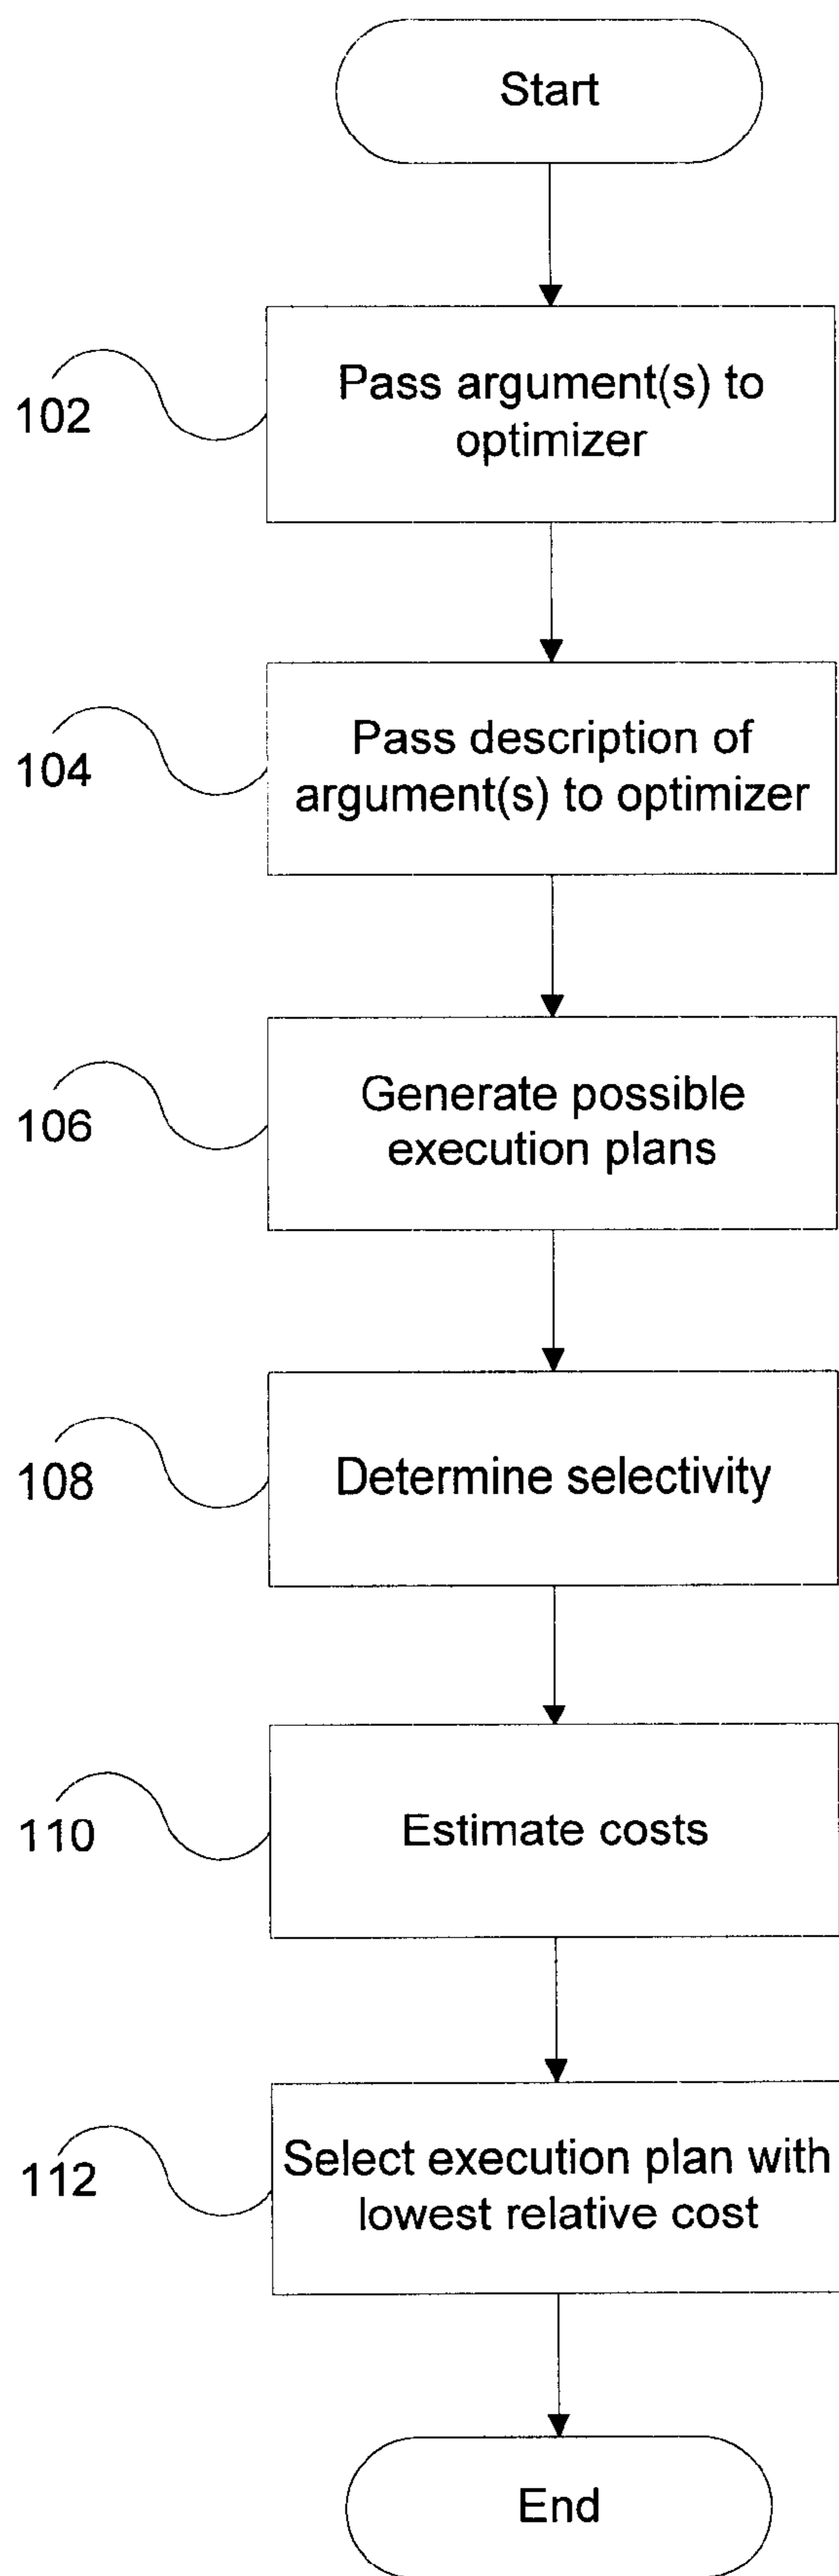 Start
Pass argument(s) to
optimizer
102
Pass description of
argument(s) to optimizer
104
Generate possible
execution plans
106
Determine selectivity
108
Estimate costs
110
Select execution plan with
lowest relative cost
112
End